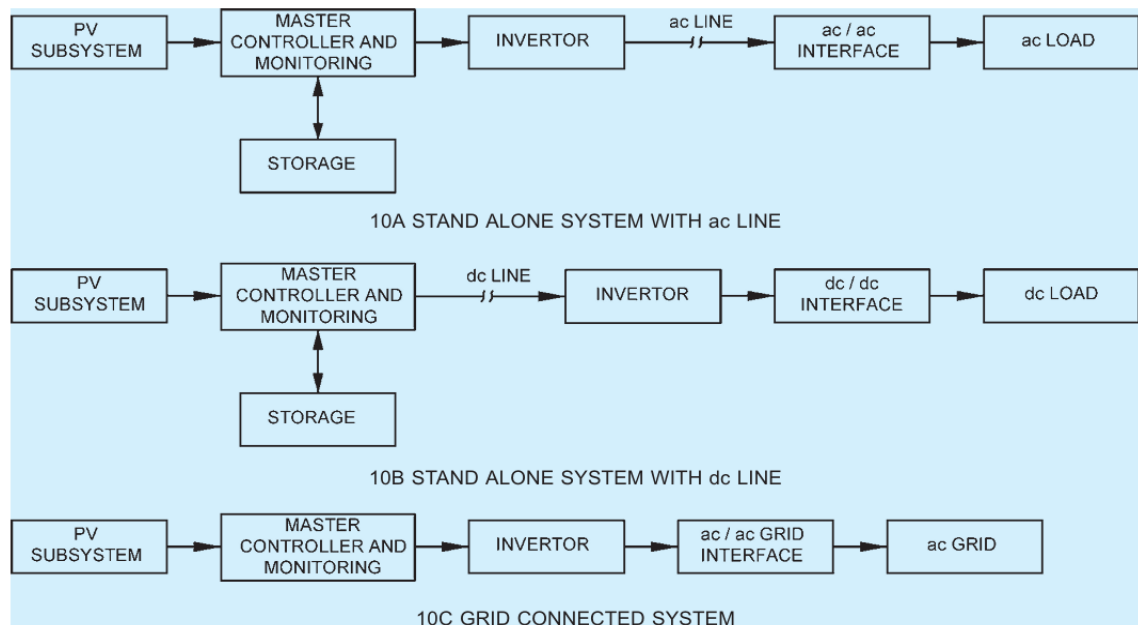 PV
SUBSYSTEM
MASTER
CONTROLLER AND
MONITORING
INVERTOR
ac LINE
ac / ac
INTERFACE
ac LOAD
STORAGE
10A STAND ALONE SYSTEM WITH ac LINE
PV
SUBSYSTEM
MASTER
CONTROLLER AND
MONITORING
dc LINE
INVERTOR
dc / dc
INTERFACE
dc LOAD
STORAGE
10B STAND ALONE SYSTEM WITH dc LINE
PV
SUBSYSTEM
MASTER
CONTROLLER AND
MONITORING
INVERTOR
ac / ac GRID
INTERFACE
ac GRID
10C GRID CONNECTED SYSTEM